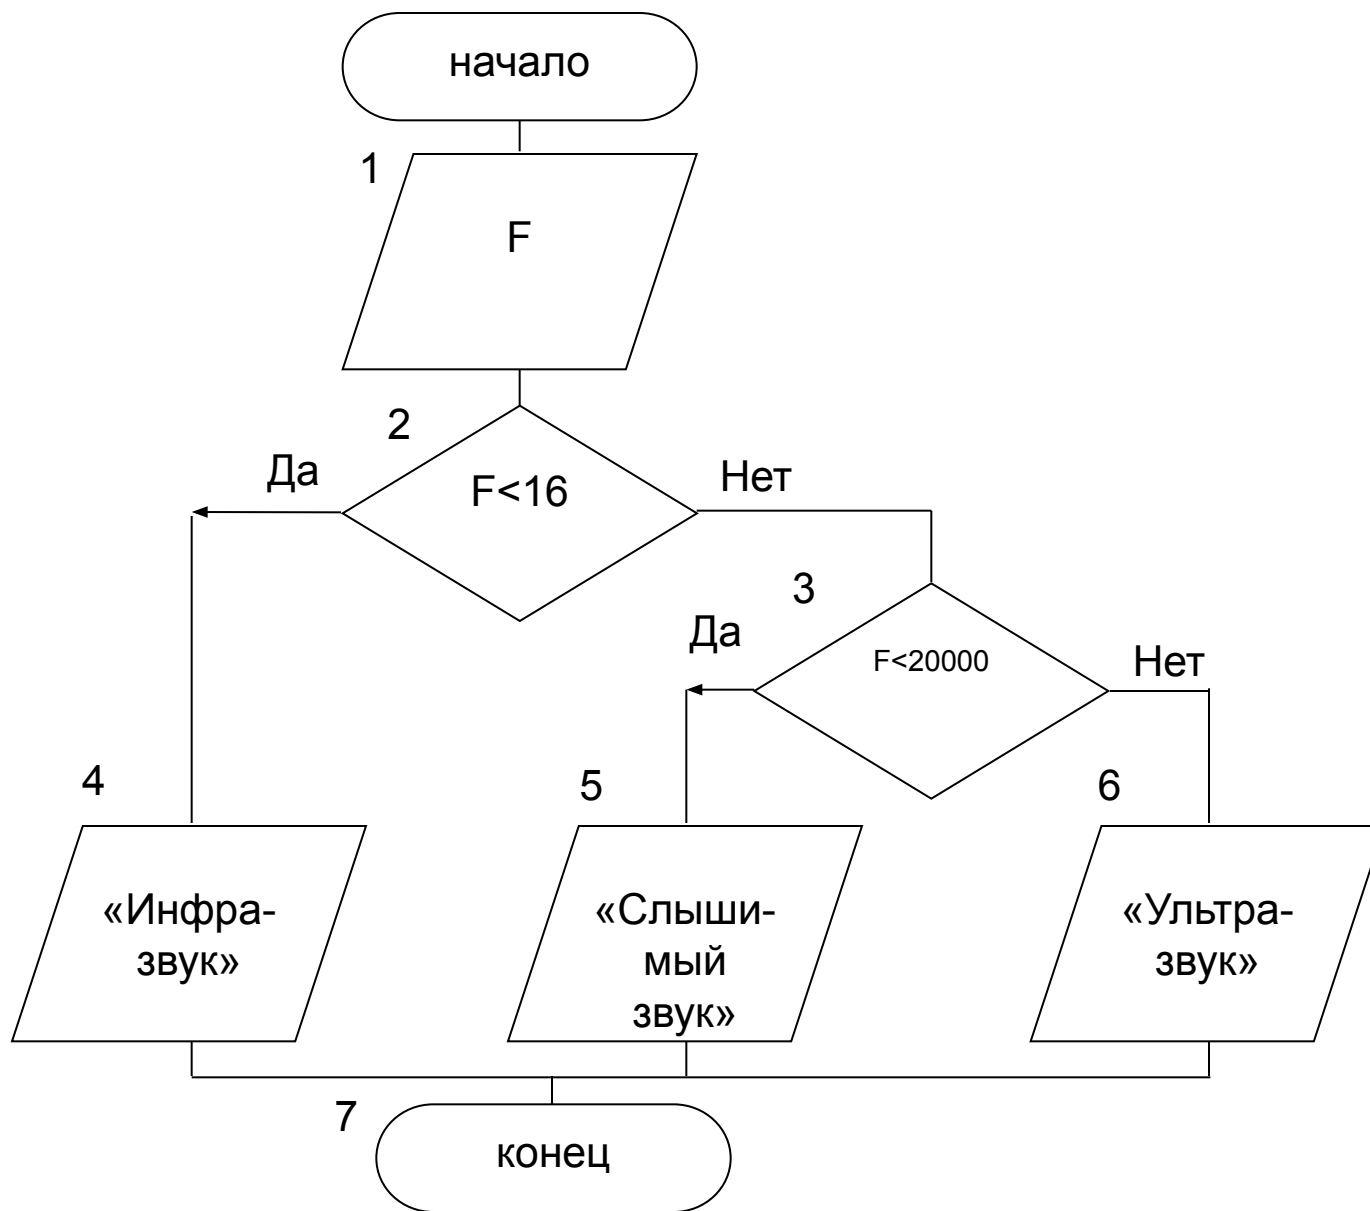 начало
1
F
2
Да
F<16
Нет
3
Да
F<20000
Нет
4
5
6
«Инфра-
звук»
«Слыши-
мый
звук»
«Ультра-
звук»
7
конец